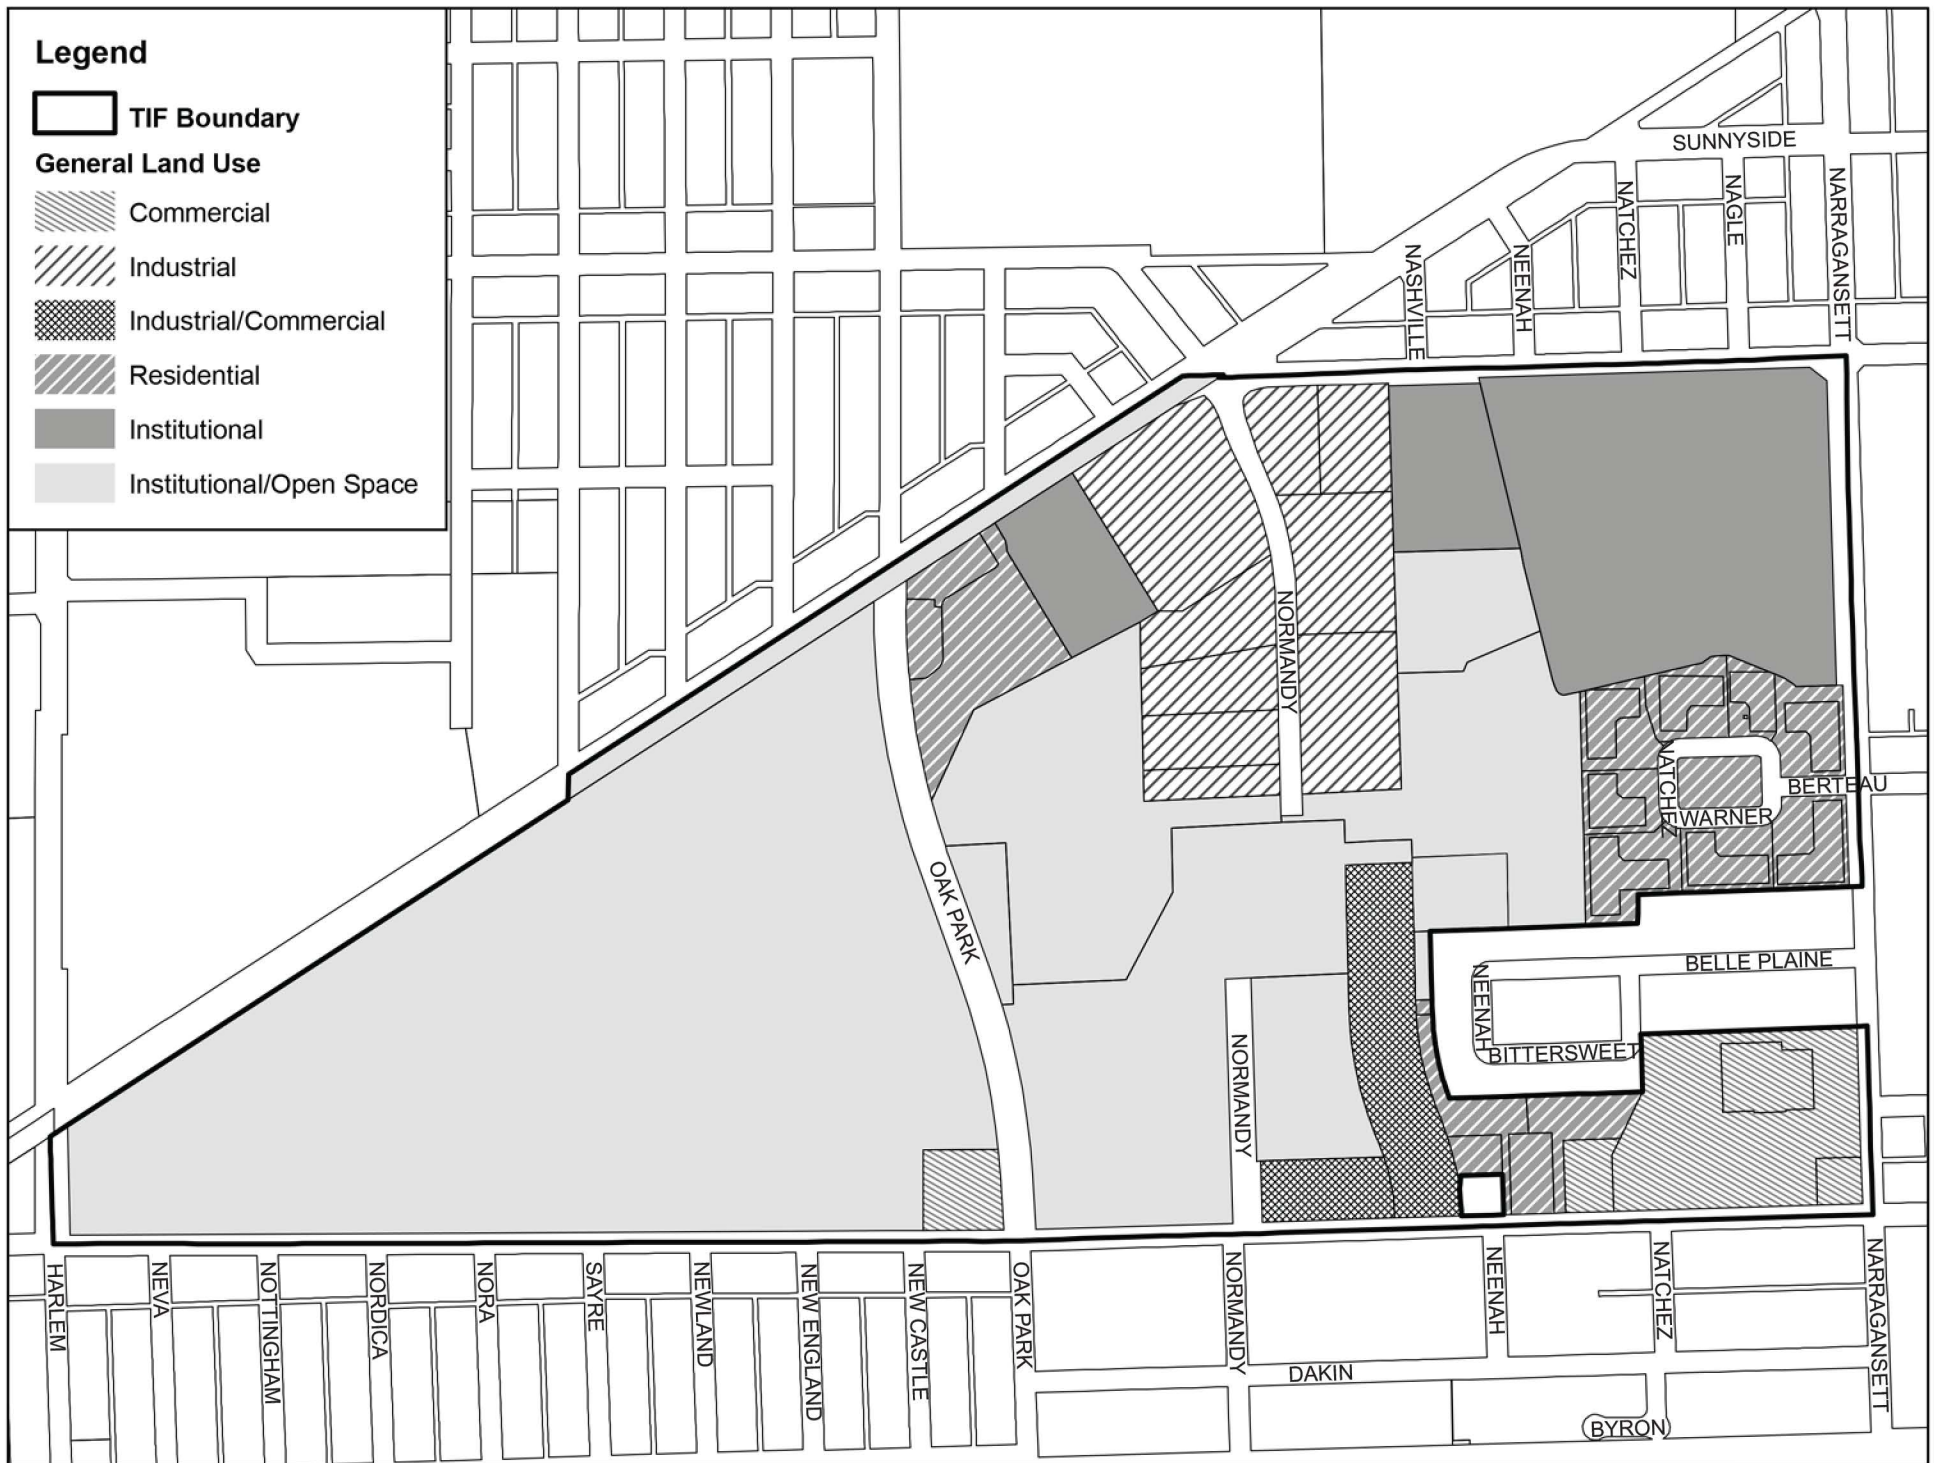 Legend
TIF Boundary
General Land Use
Commercial
Industrial
Industrial/Commercial
Residential
Institutional
Institutional/Open Space
SUNNYSIDE
NATCHEZ
NAGLE
NARRAGANSETT
NASHVILLE
NEENAH
NORMANDY
NATCHEZ
BERTEAU
WARNER
OAK PARK
BELLE PLAINE
NEENAH
BITTERSWEET
NORMANDY
HARLEM
NEVA
NOTTINGHAM
NORDICA
NORA
SAYRE
NEWLAND
NEW ENGLAND
NEW CASTLE
OAK PARK
NORMANDY
NEENAH
NATCHEZ
NARRAGANSETT
DAKIN
BYRON